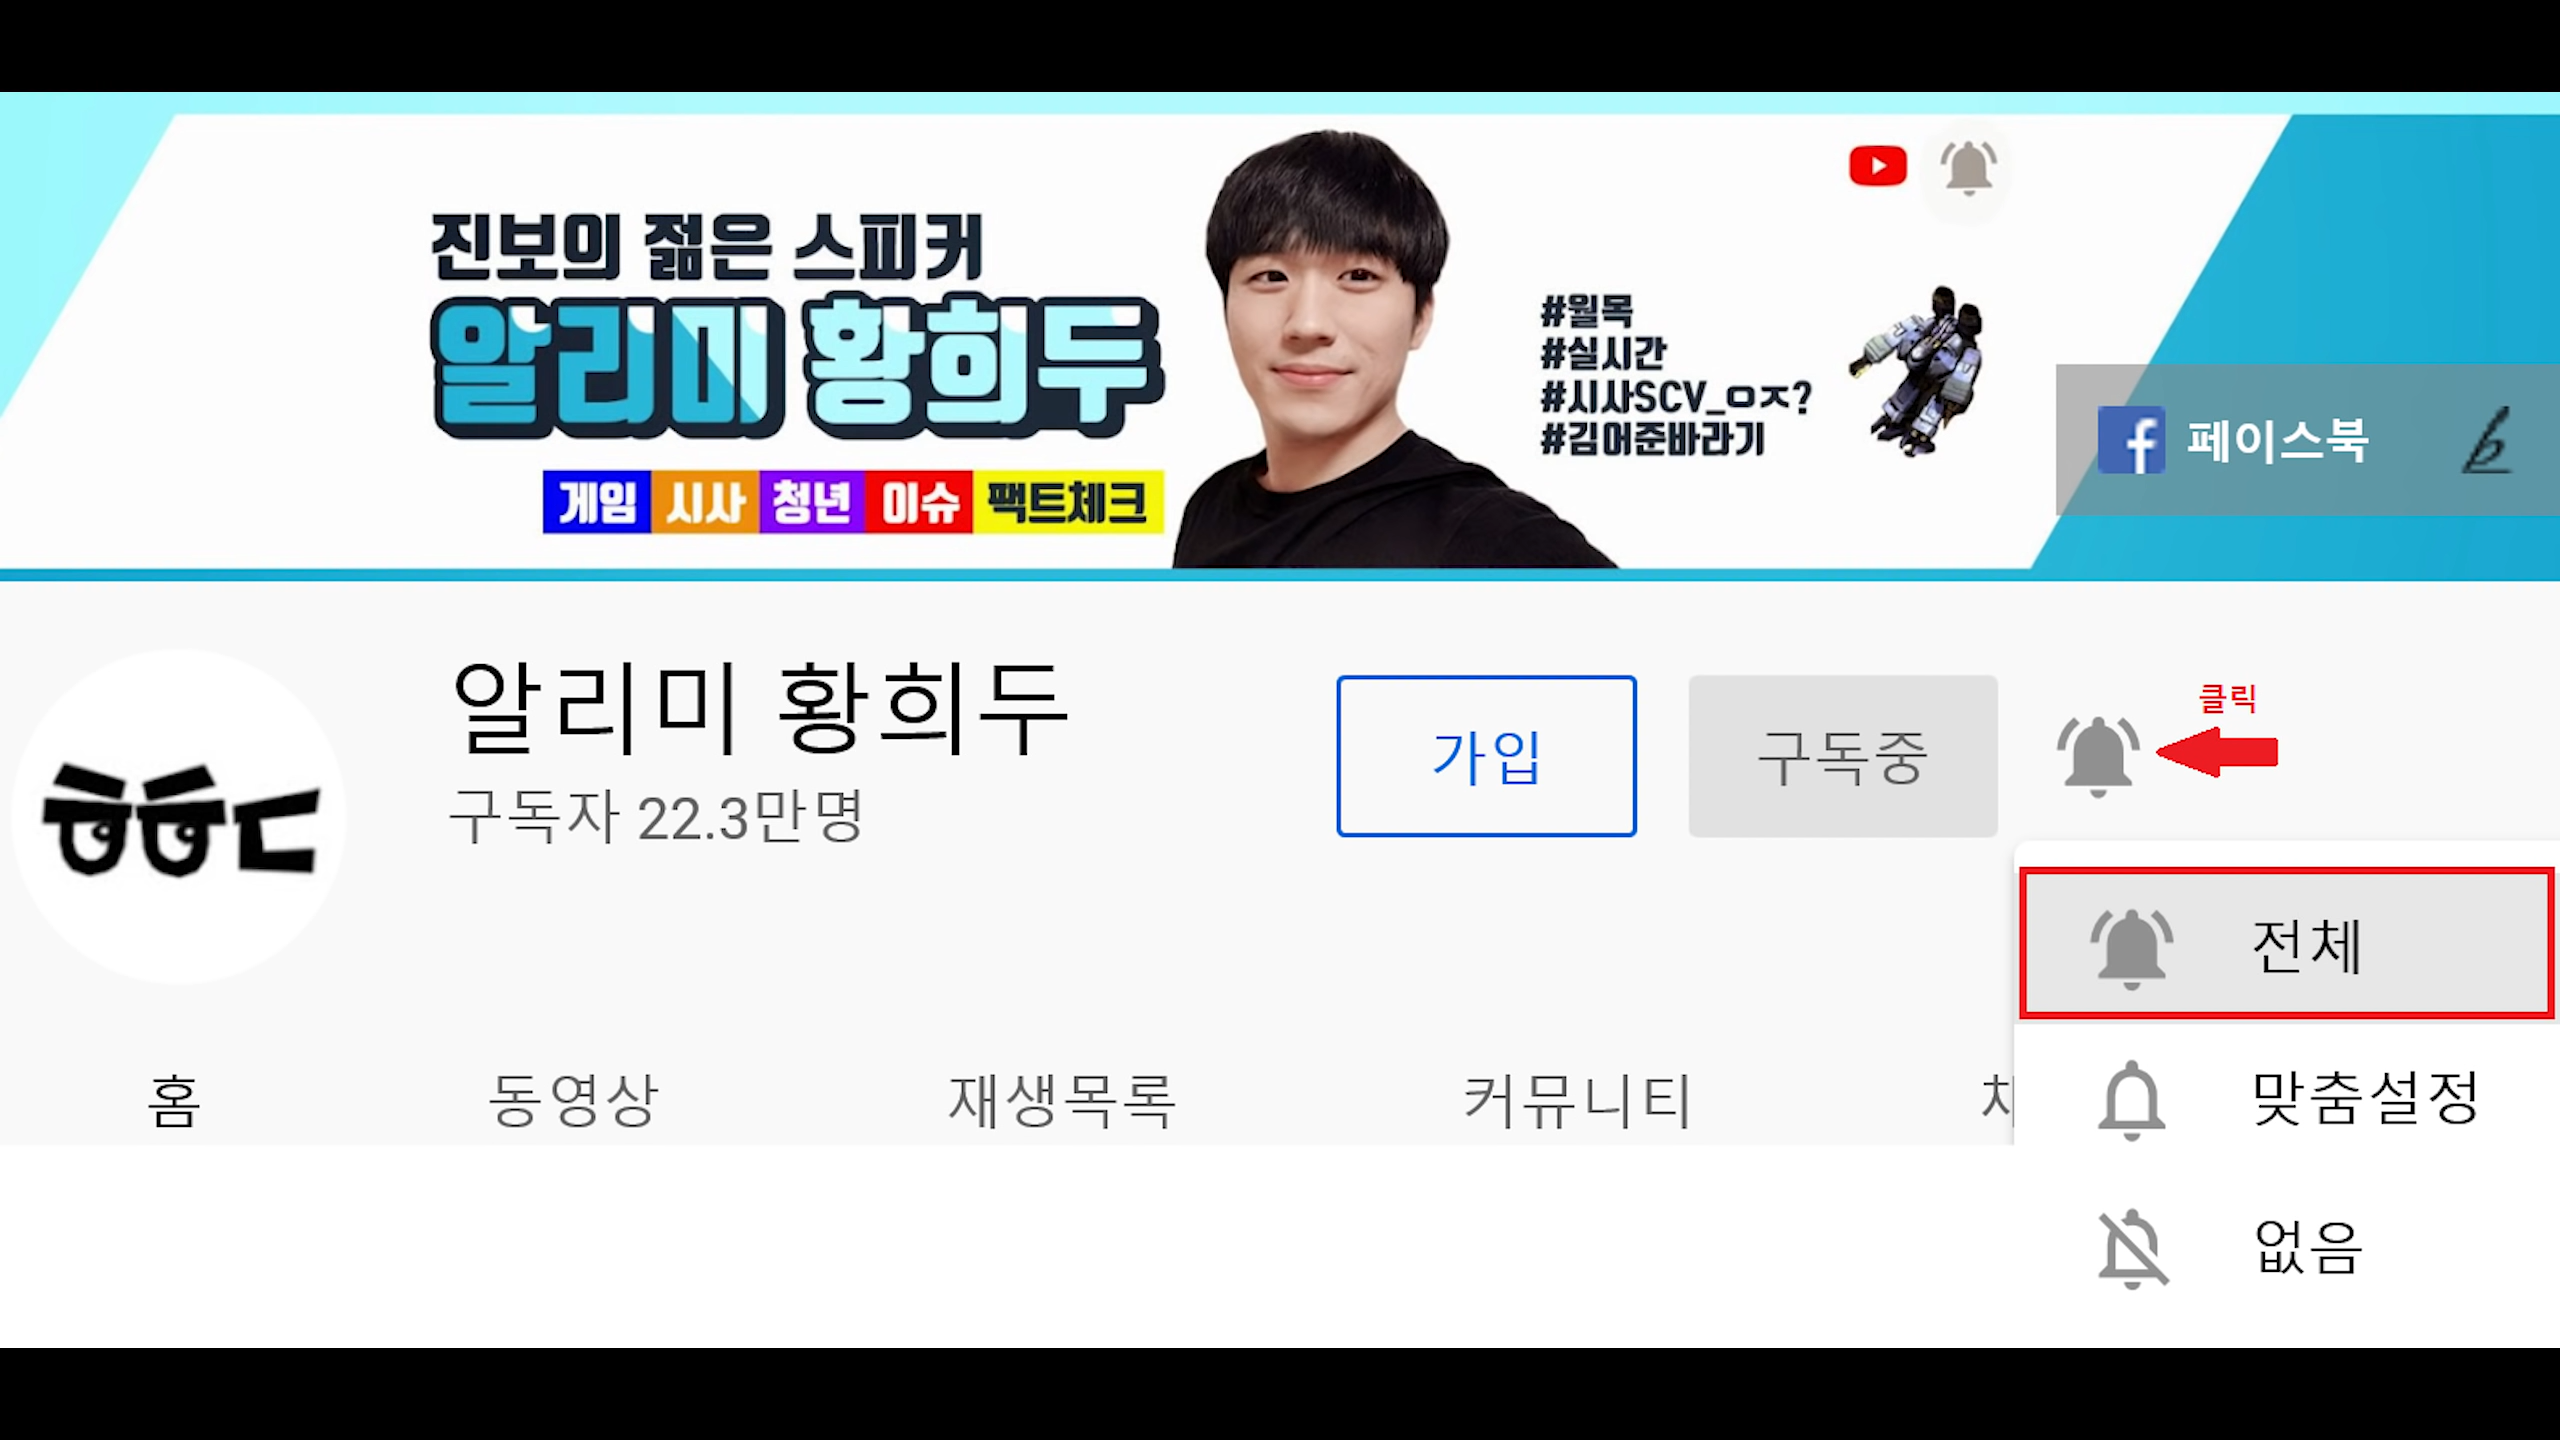 진보의 젊은 스피커
알리미 황희두
게임 시사 청년 이슈 팩트체크
#월목
#실시간
#시사SCV_ㅇㅈ?
#김어준바라기
페이스북
ㅎㅎㄷ
알리미 황희두
구독자 22.3만명
가입
구독중
클릭
전체
맞춤설정
없음
홈
동영상
재생목록
커뮤니티